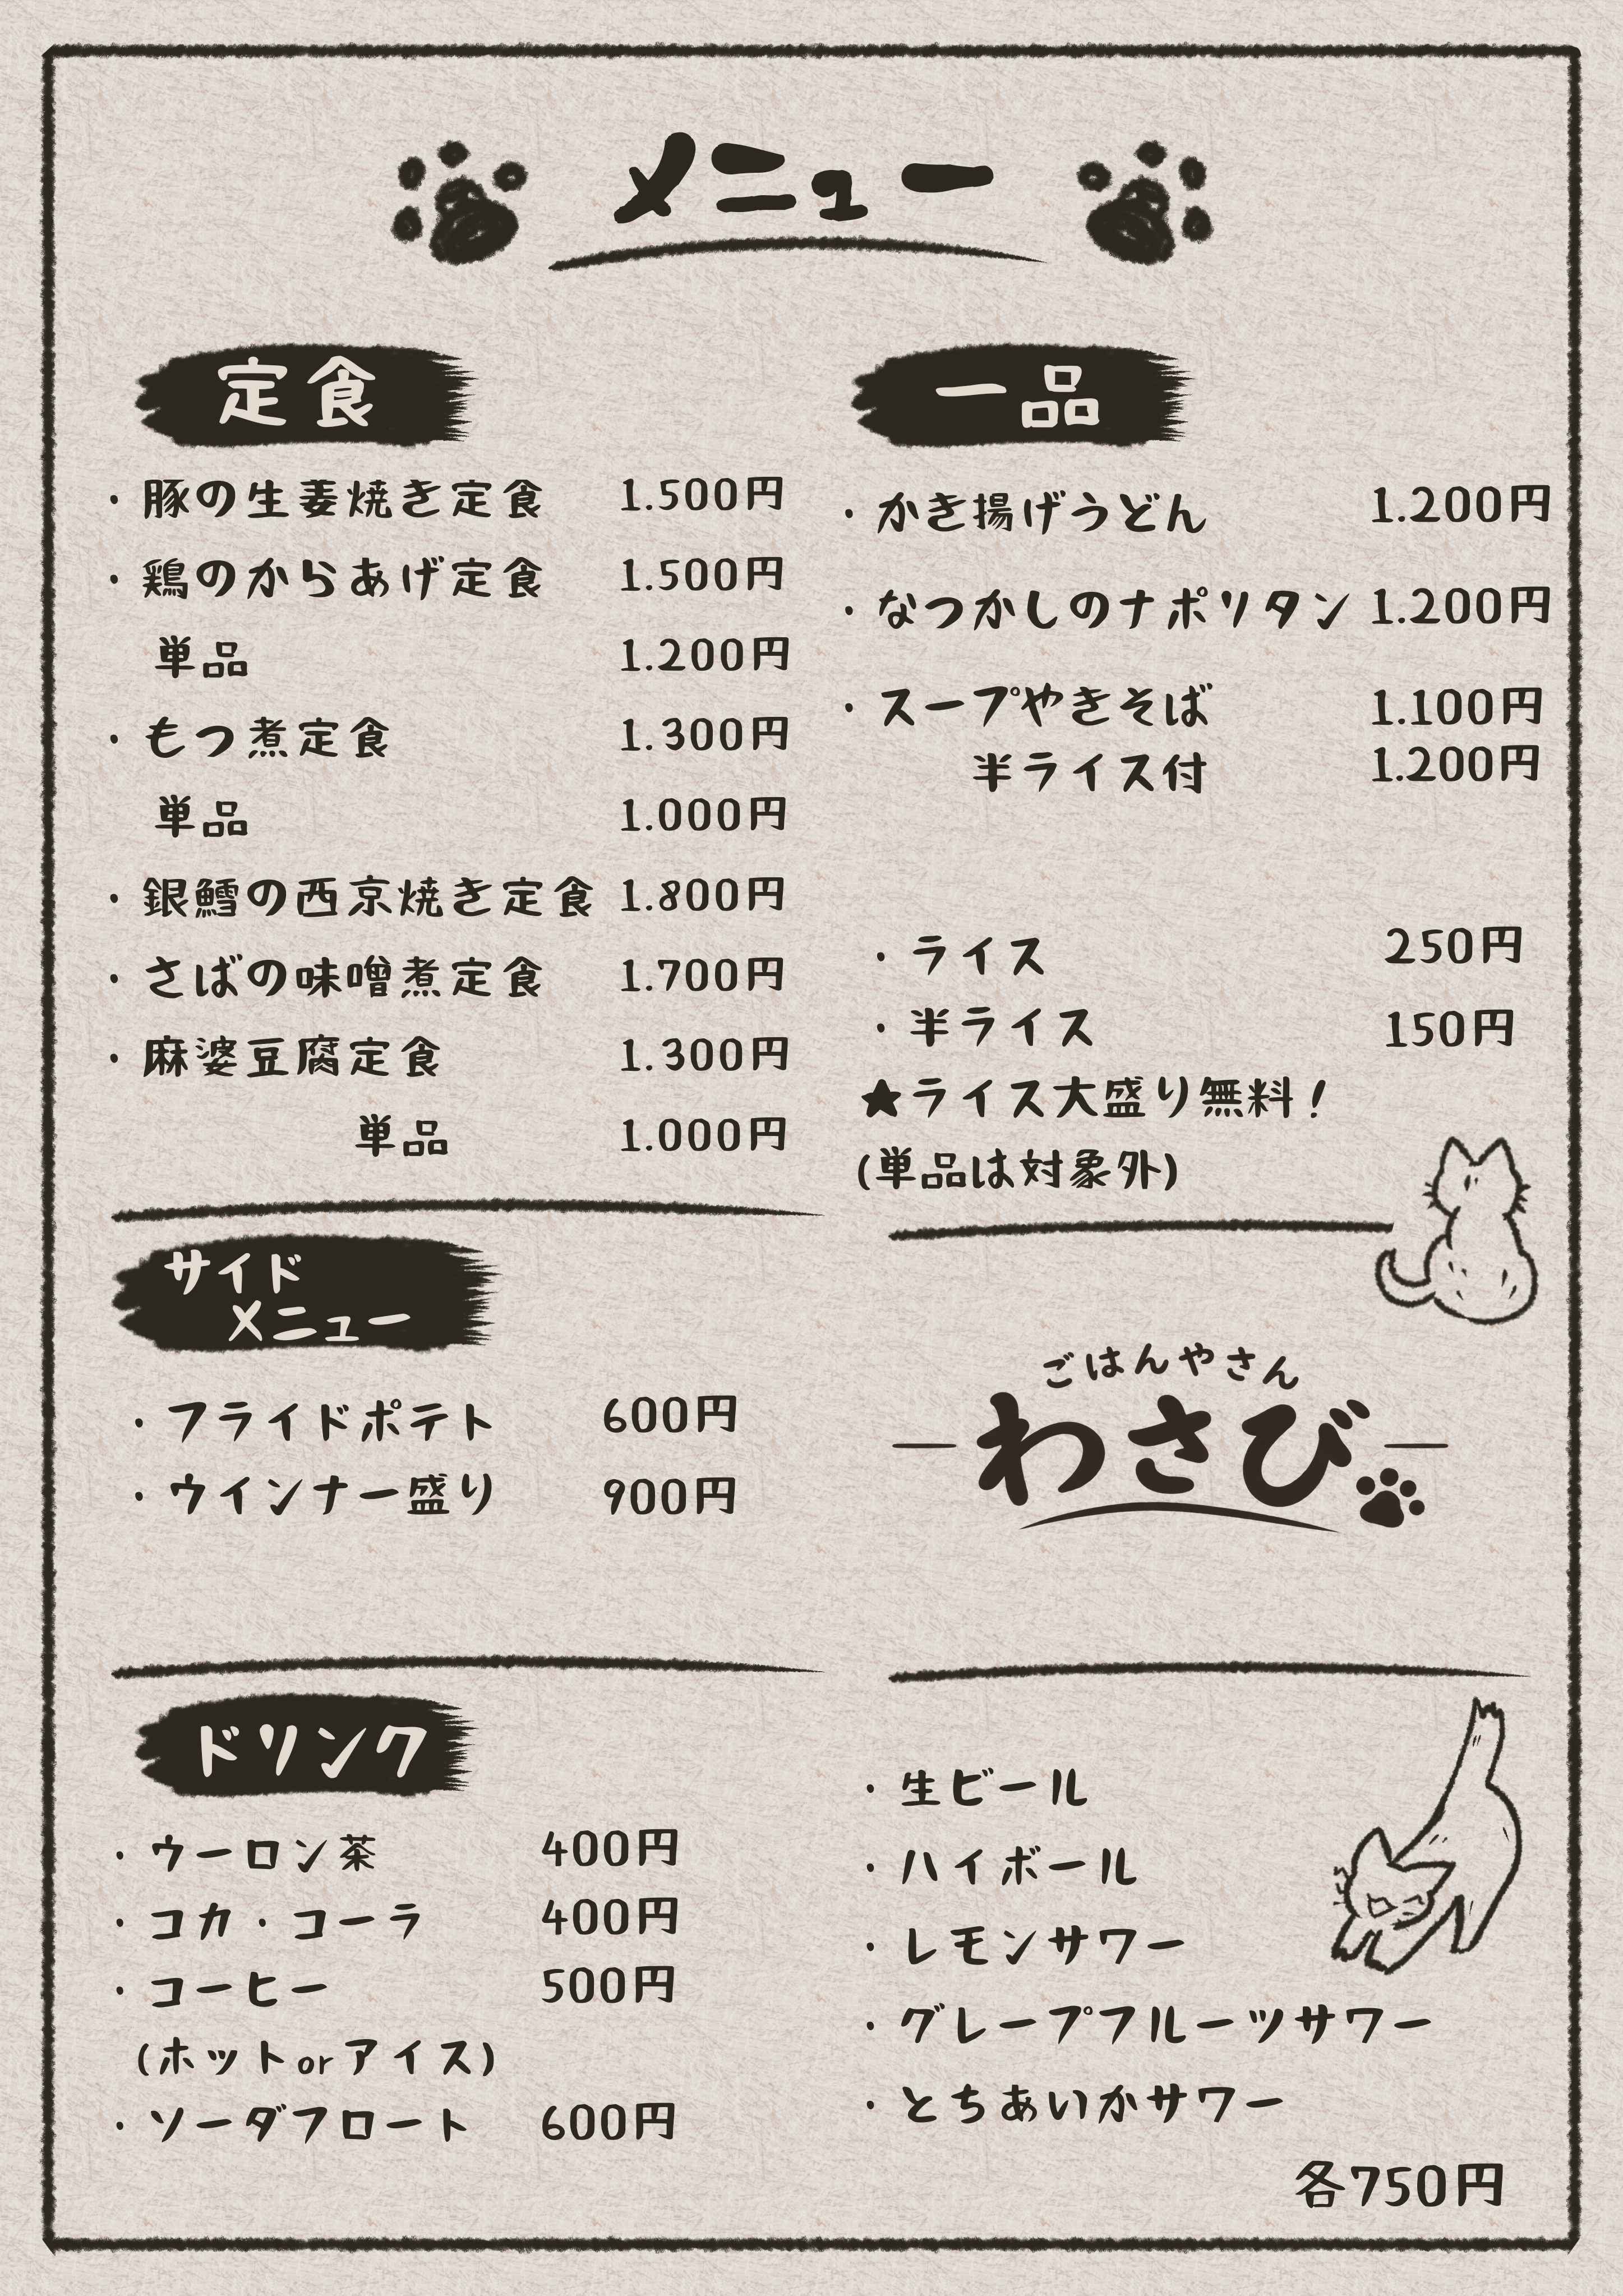 メニュー
定食
・豚の生姜焼き定食 1.500円
・鶏のからあげ定食 1.500円
単品 1.200円
・もつ煮定食 1.300円
単品 1.000円
・銀鱈の西京焼き定食 1.800円
・さばの味噌煮定食 1.700円
・麻婆豆腐定食 1.300円
単品 1.000円
一品
・かき揚げうどん 1.200円
・なつかしのナポリタン 1.200円
・スープやきそば 1.100円
半ライス付 1.200円
・ライス 250円
・半ライス 150円
★ライス大盛り無料!
(単品は対象外)
サイド
メニュー
・フライドポテト 600円
・ウインナー盛り 900円
ごはんやさん
わさび
ドリンク
・ウーロン茶 400円
・コカ・コーラ 400円
・コーヒー 500円
(ホットorアイス)
・ソーダフロート 600円
・生ビール
・ハイボール
・レモンサワー
・グレープフルーツサワー
・とちあいかサワー
各750円